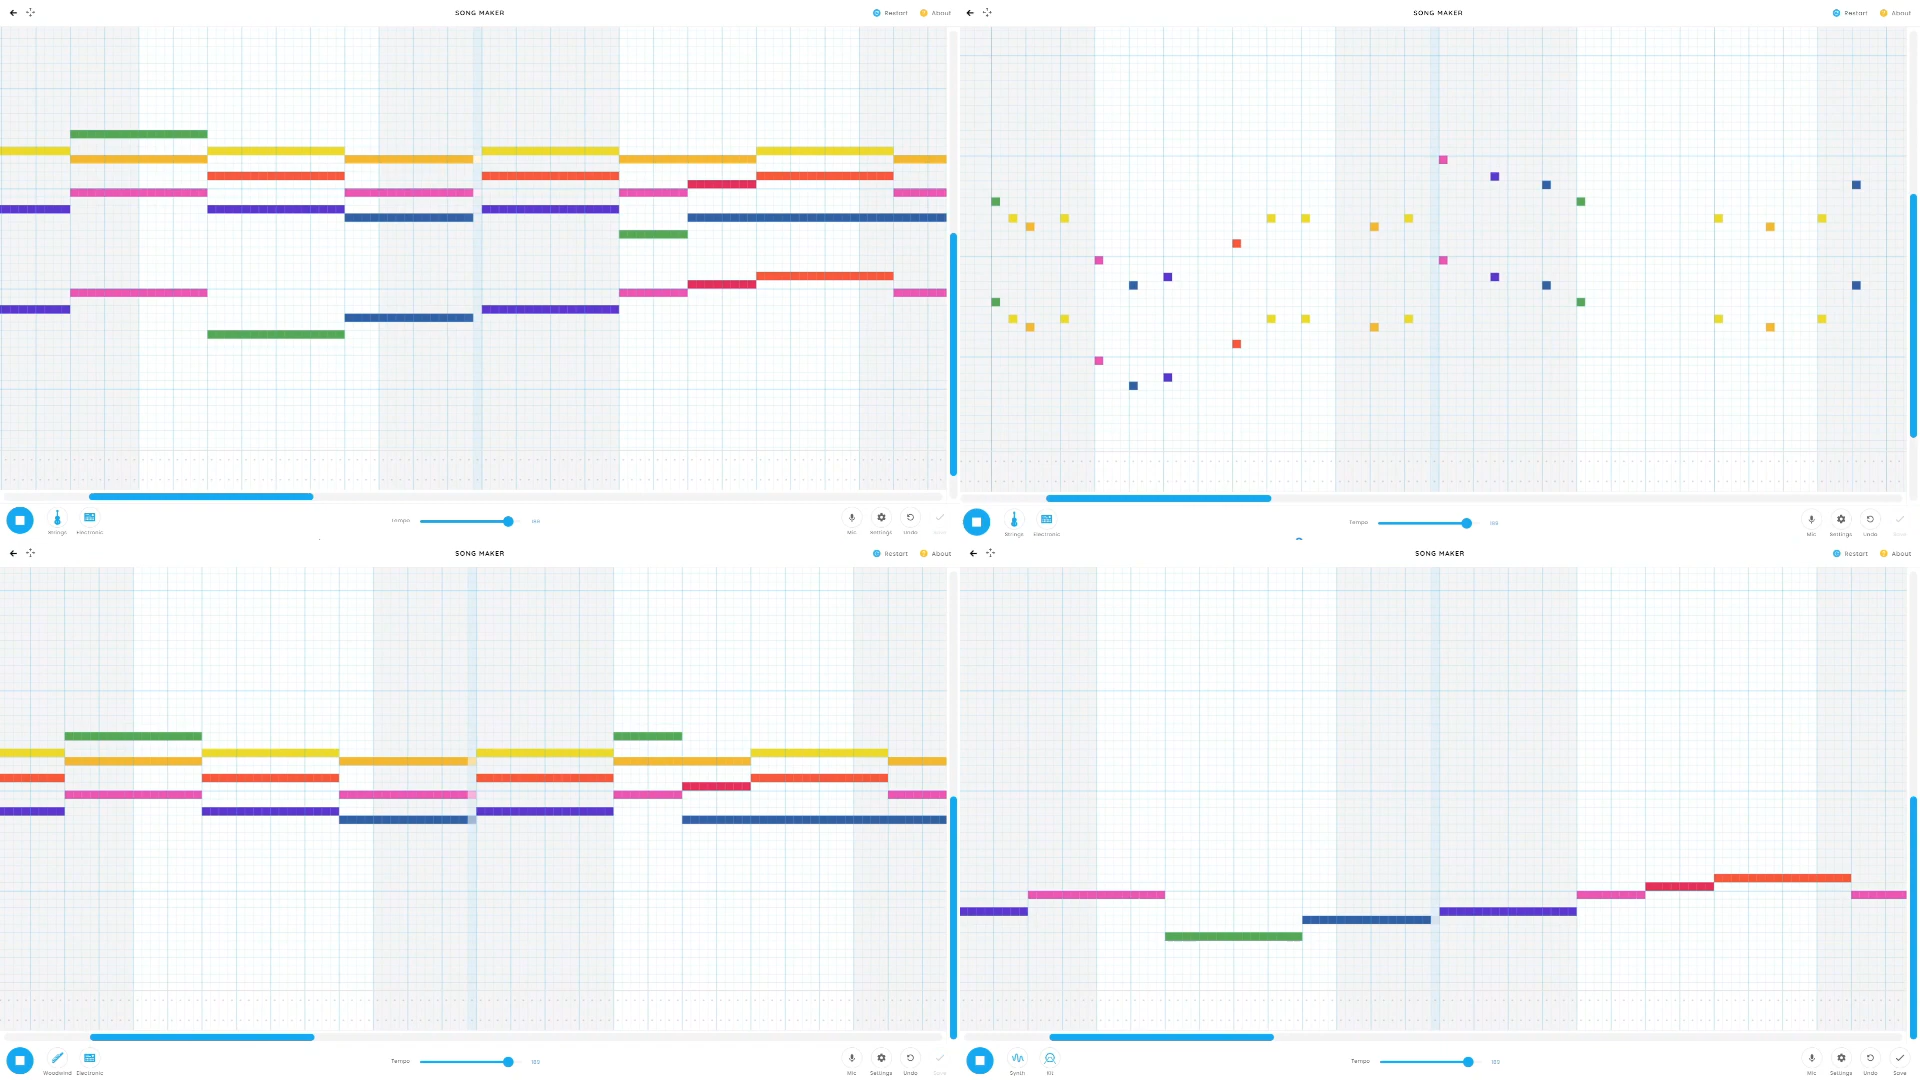 SONG MAKER
Restart
About
SONG MAKER
Restart
About
Strings
Electronic
Tempo
Mic
Settings
Undo
Strings
Electronic
Tempo
Mic
Settings
Undo
SONG MAKER
Restart
About
SONG MAKER
Restart
About
Woodwind
Electronic
Tempo
Mic
Settings
Undo
Synth
Kit
Tempo
Mic
Settings
Undo
Save